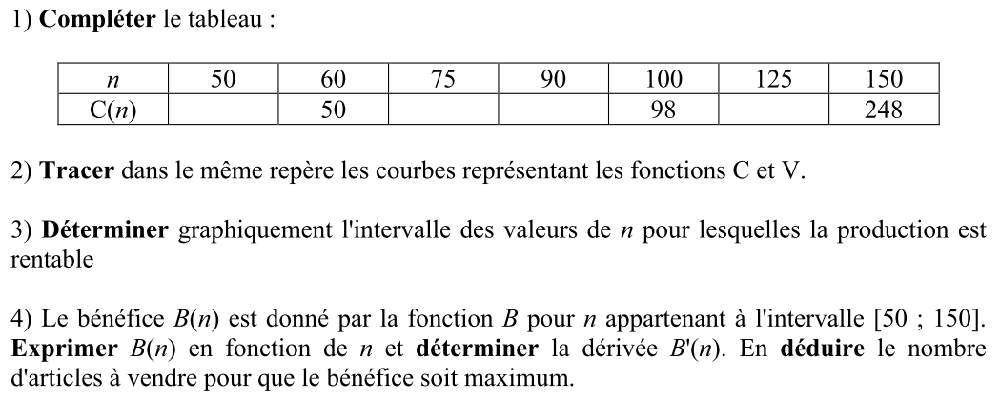 1) Compléter le tableau :
n 50 60 75 90 100 125 150
C(n) 50 98 248
2) Tracer dans le même repère les courbes représentant les fonctions C et V.
3) Déterminer graphiquement l'intervalle des valeurs de n pour lesquelles la production est
rentable
4) Le bénéfice B(n) est donné par la fonction B pour n appartenant à l'intervalle [50 ; 150].
Exprimer B(n) en fonction de n et déterminer la dérivée B'(n). En déduire le nombre
d'articles à vendre pour que le bénéfice soit maximum.